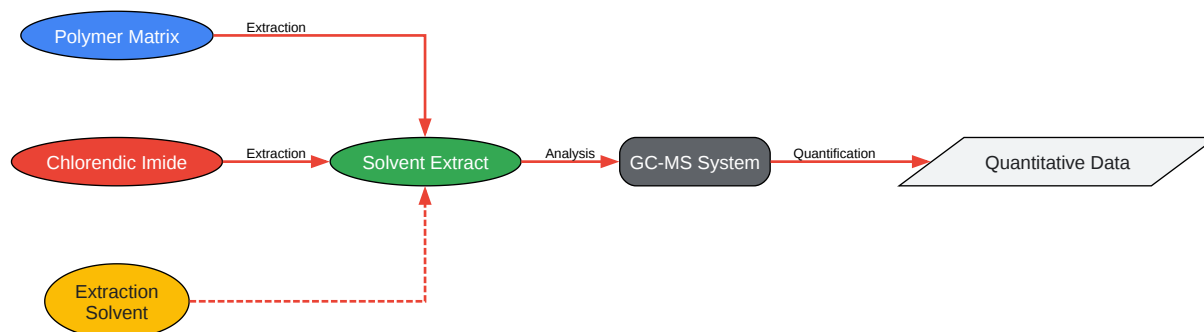 Polymer Matrix
Extraction
Chlorendic Imide
Extraction
Solvent Extract
Analysis
GC-MS System
Quantification
Quantitative Data
Extraction
Solvent